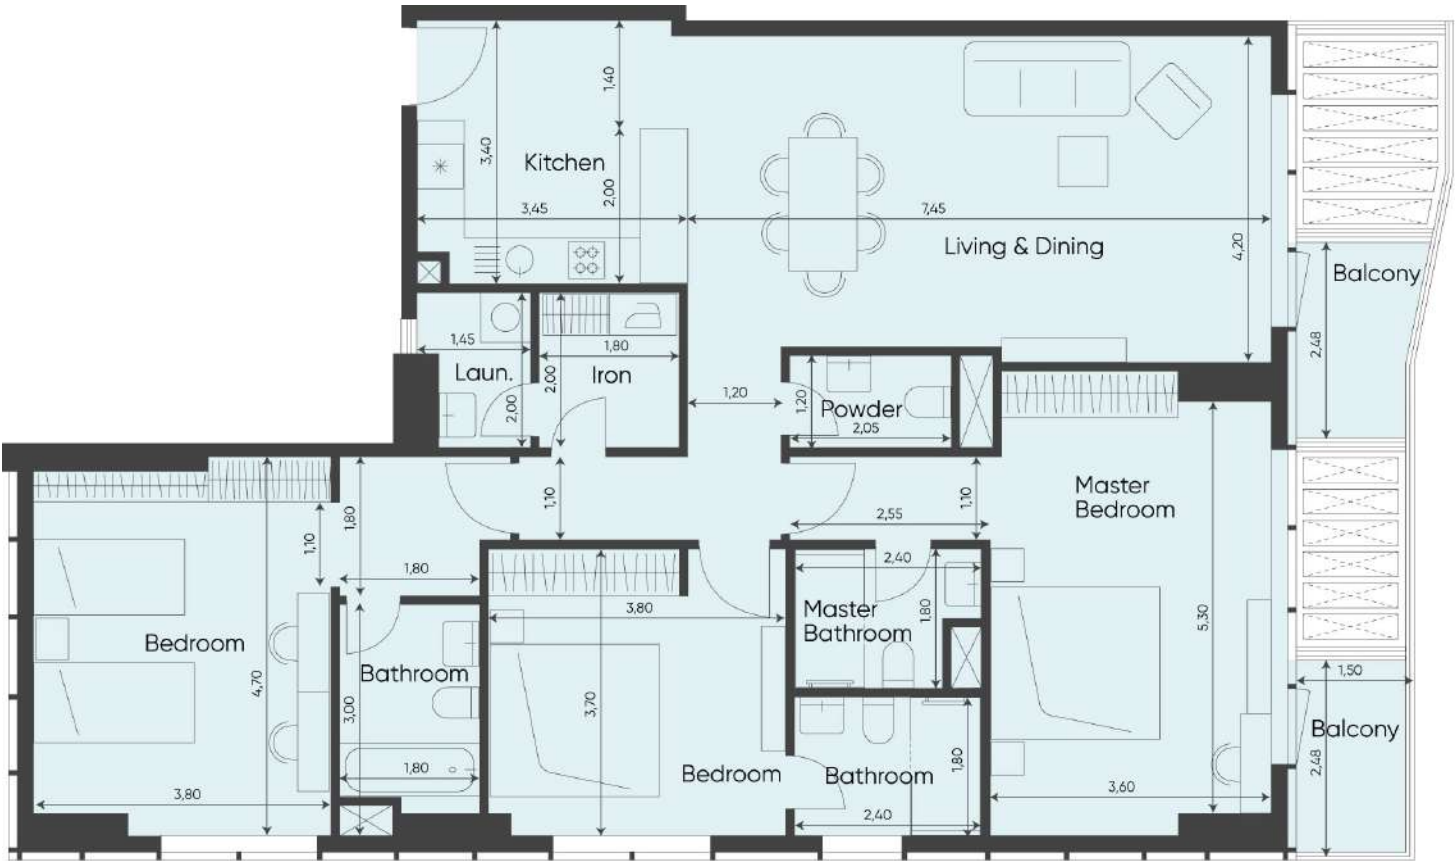 1,40
3,40
Kitchen
2,00
3,45
7,45
Living & Dining
4,20
Balcony
2,48
1,45
1,80
Laun.
2,00
2,00
Iron
1,20
1,20
Powder
2,05
1,10
1,80
1,10
1,80
2,55
1,10
Master
Bedroom
2,40
3,80
1,80
Master
Bathroom
5,30
Bedroom
4,70
Bathroom
3,00
3,70
1,50
Balcony
2,48
1,80
Bedroom
Bathroom
1,80
3,80
2,40
3,60